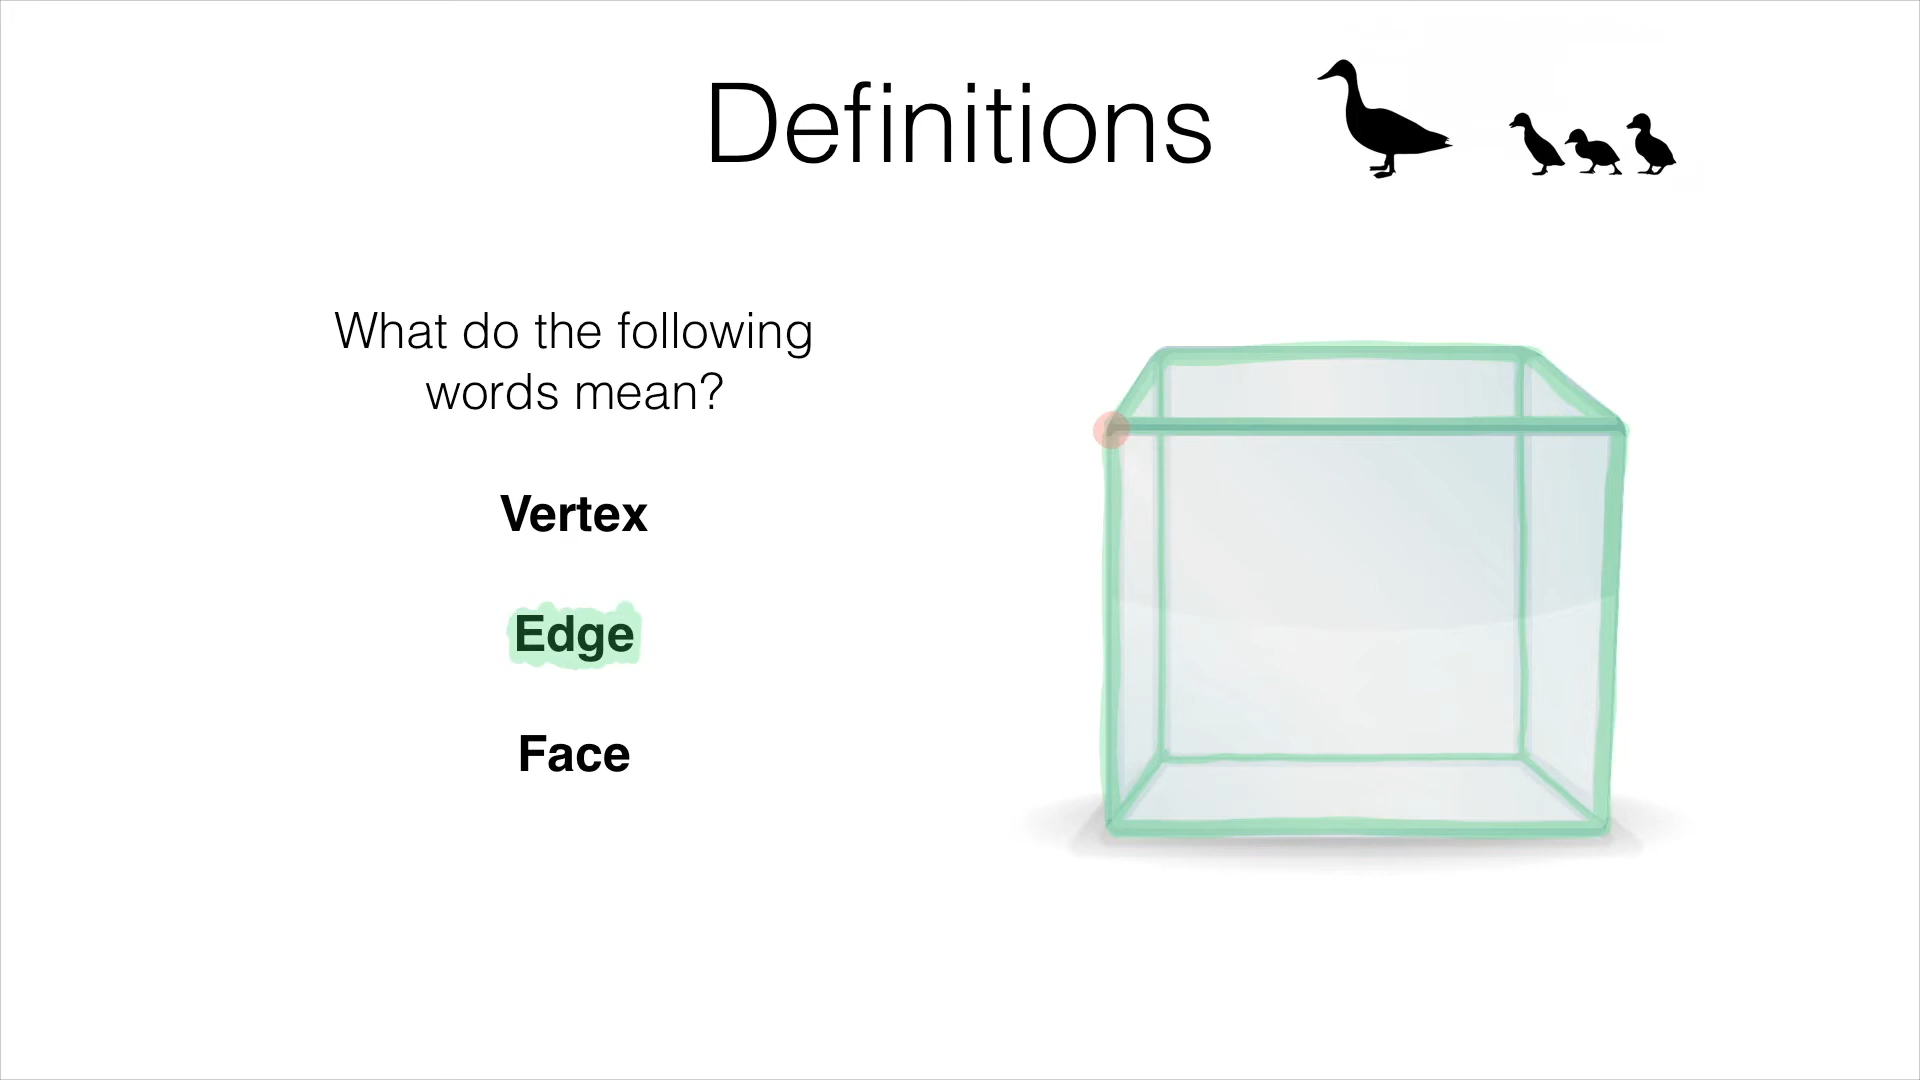 Definitions
What do the following
words mean?
Vertex
Edge
Face